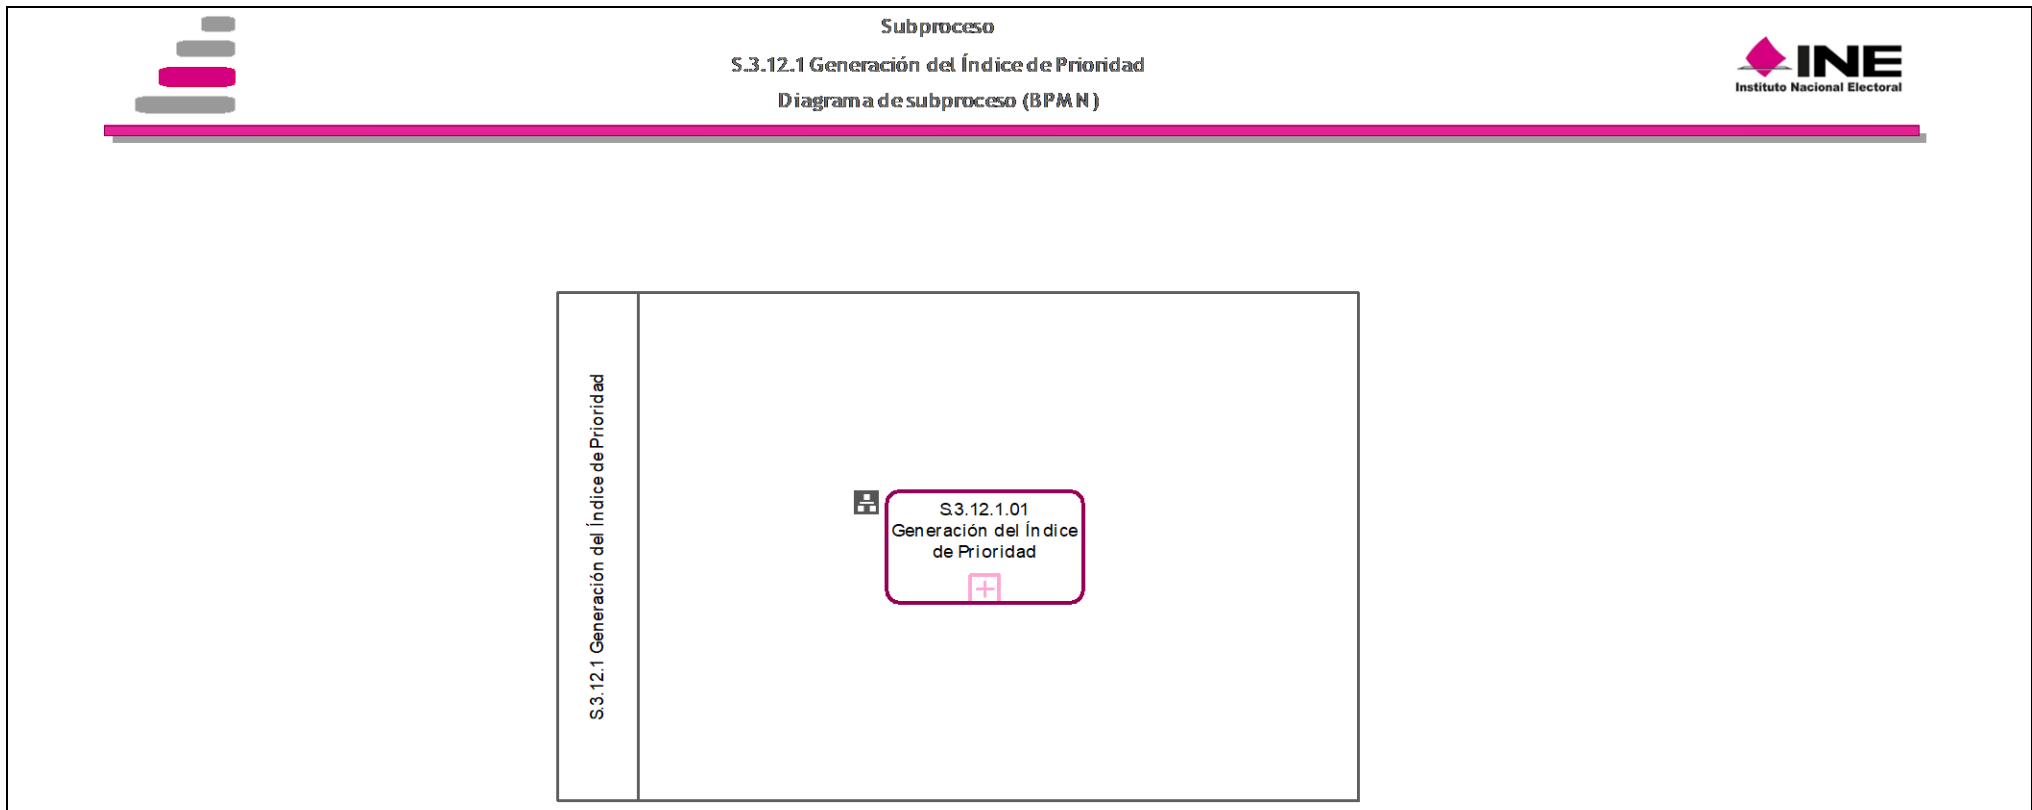 Subproceso
S.3.12.1 Generación del Índice de Prioridad
Diagrama de subproceso (BPMN)
INE
Instituto Nacional Electoral
S.3.12.1 Generación del Índice de Prioridad
S.3.12.1.01
Generación del Índice
de Prioridad